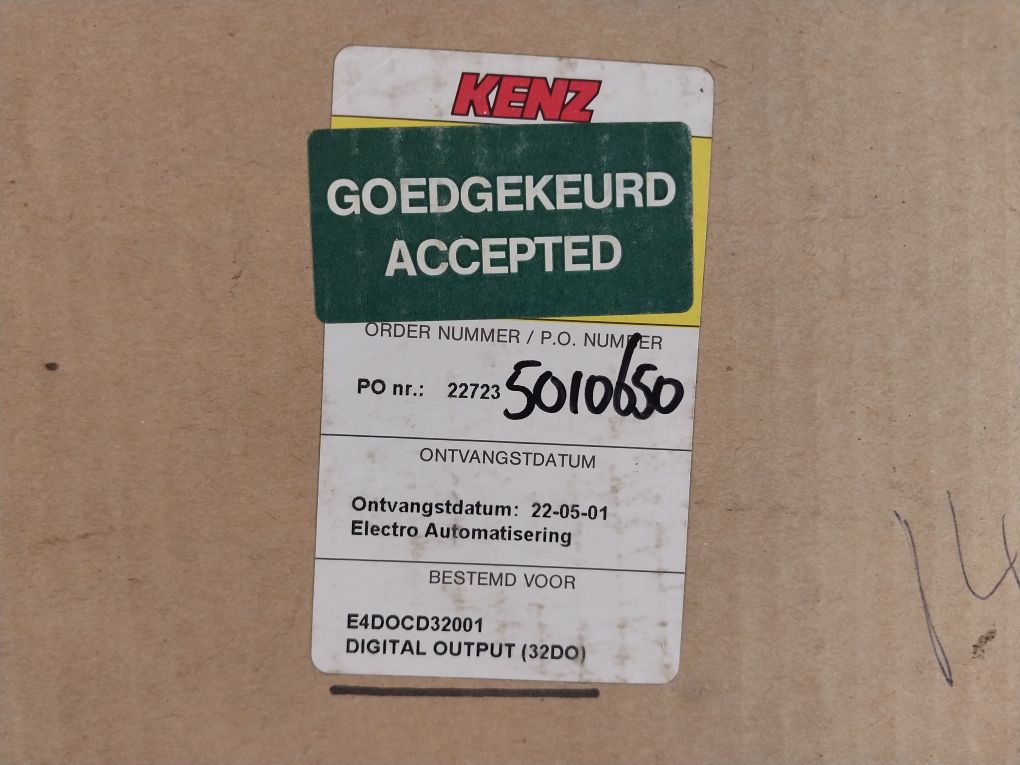 KENZ
GOEDGEKEURD
ACCEPTED
ORDER NUMMER / P.O. NUMBER
PO nr.: 22723 5010650
ONTVANGSTDATUM
Ontvangstdatum: 22-05-01
Electro Automatisering
BESTEMD VOOR
E4DOCD32001
DIGITAL OUTPUT (32DO)
14